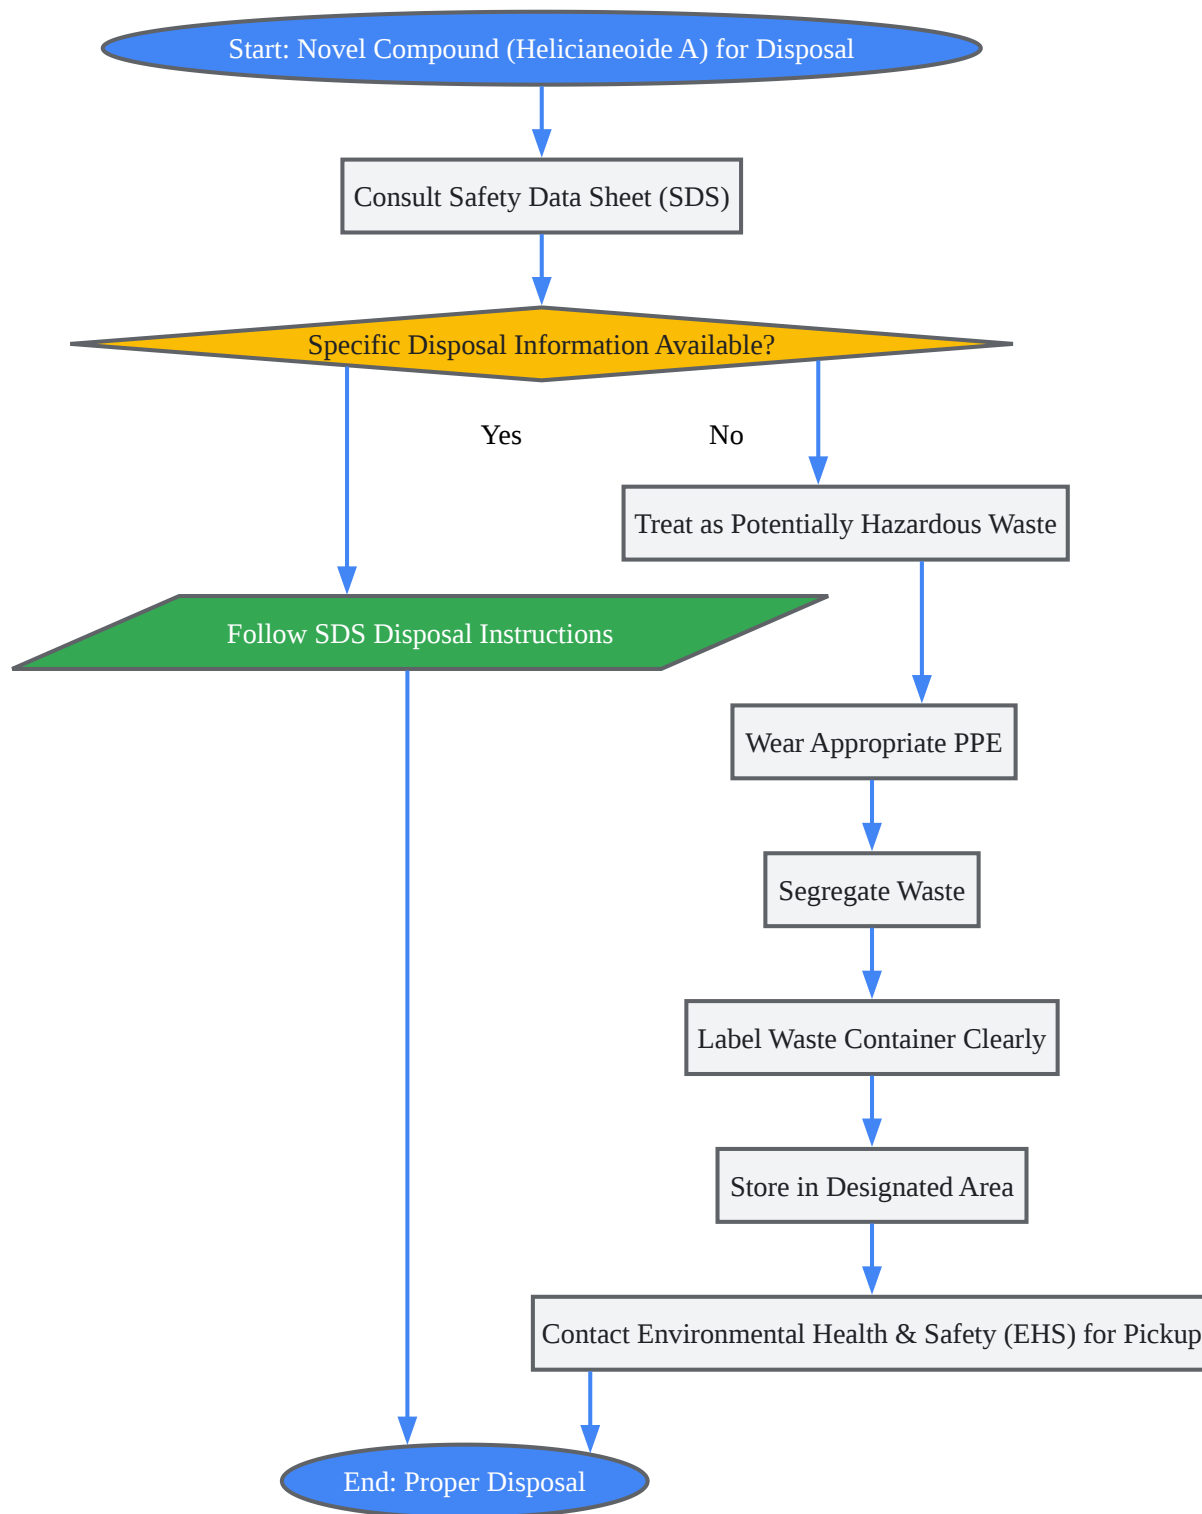 Start: Novel Compound (Helicianeoide A) for Disposal
Consult Safety Data Sheet (SDS)
Specific Disposal Information Available?
Yes
No
Treat as Potentially Hazardous Waste
Follow SDS Disposal Instructions
Wear Appropriate PPE
Segregate Waste
Label Waste Container Clearly
Store in Designated Area
Contact Environmental Health & Safety (EHS) for Pickup
End: Proper Disposal